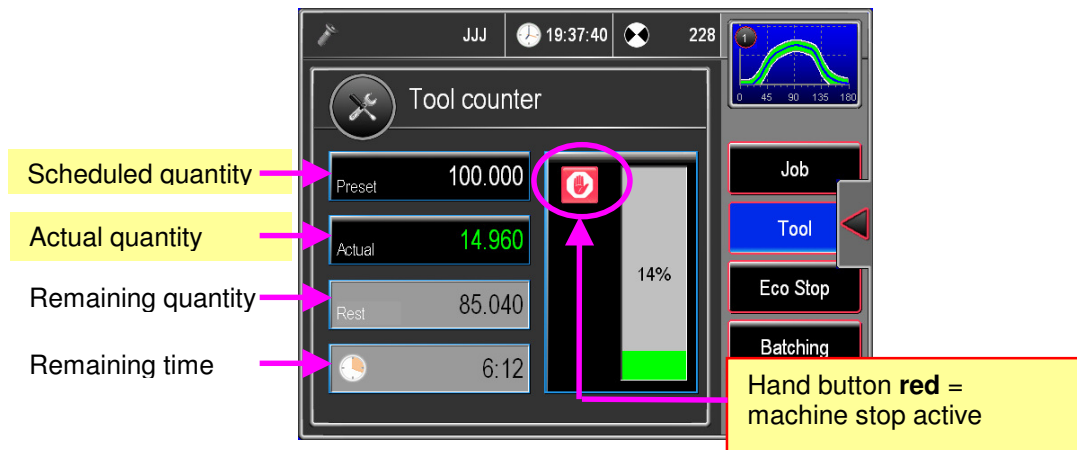 JJJ
19:37:40
228
1
0 45 90 135 180
Tool counter
Scheduled quantity
Preset 100.000
Actual quantity
Actual 14.960
Remaining quantity
Rest 85.040
Remaining time
6:12
14%
Job
Tool
Eco Stop
Batching
Hand button red =
machine stop active